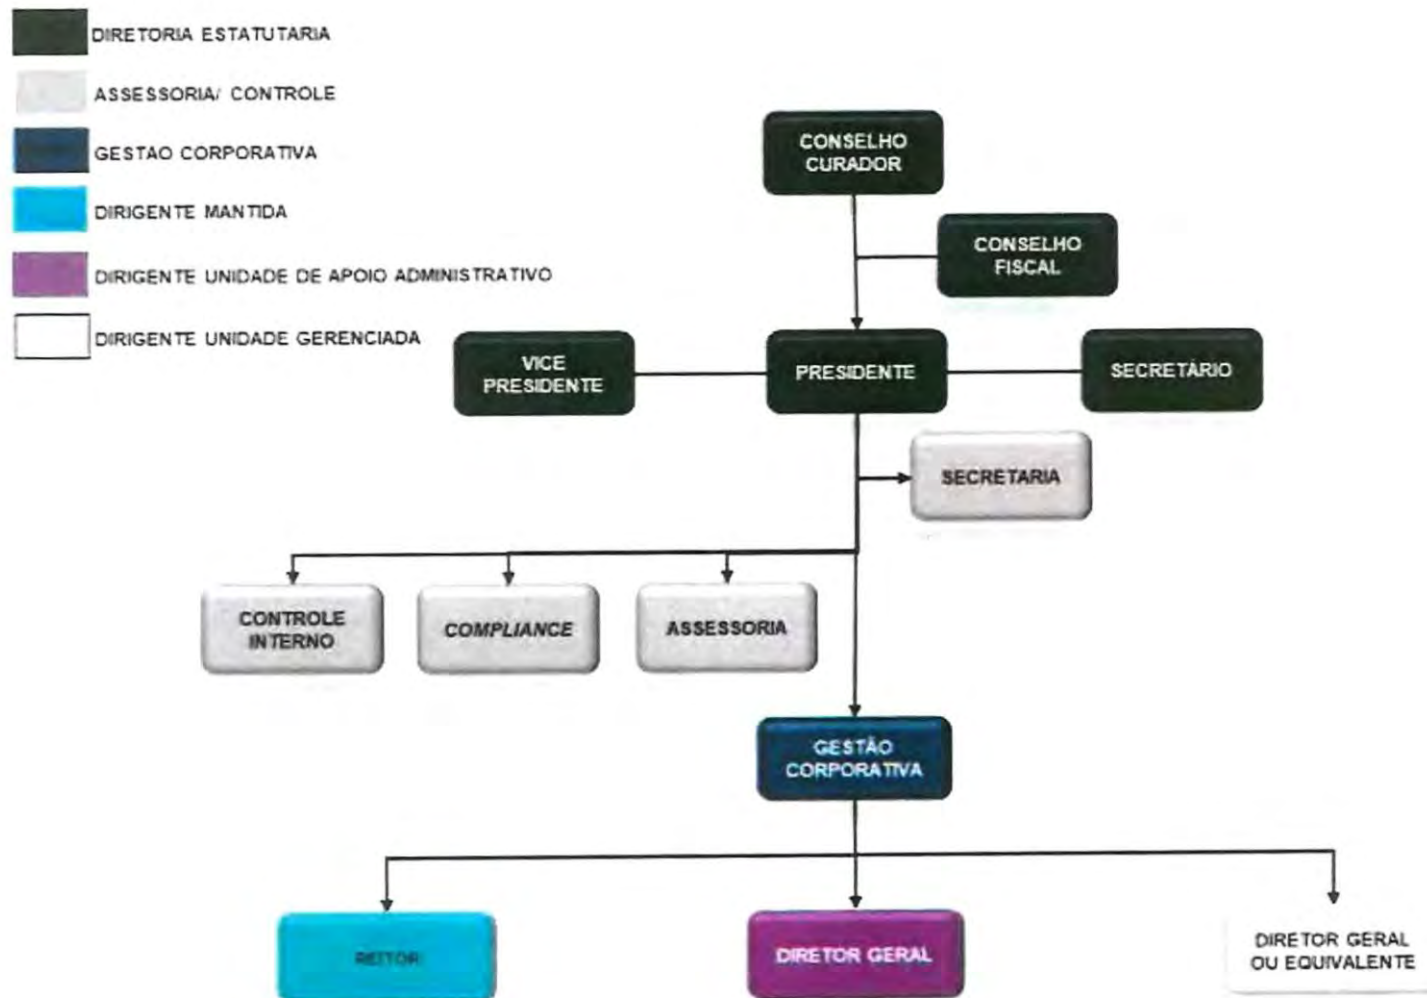 DIRETORIA ESTATUTARIA
ASSESSORIA/ CONTROLE
GESTAO CORPORATIVA
DIRIGENTE MANTIDA
DIRIGENTE UNIDADE DE APOIO ADMINISTRATIVO
DIRIGENTE UNIDADE GERENCIADA
CONSELHO
CURADOR
CONSELHO
FISCAL
VICE
PRESIDENTE
PRESIDENTE
SECRETÁRIO
SECRETARIA
CONTROLE
INTERNO
COMPLIANCE
ASSESSORIA
GESTÃO
CORPORATIVA
REITOR
DIRETOR GERAL
DIRETOR GERAL
OU EQUIVALENTE